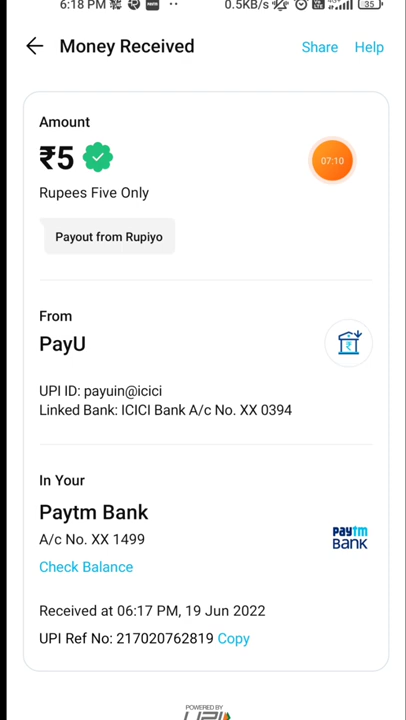 6:18 PM
0.5KB/s
35
Money Received
Share Help
Amount
₹5
07:10
Rupees Five Only
Payout from Rupiyo
From
PayU
UPI ID: payuin@icici
Linked Bank: ICICI Bank A/c No. XX 0394
In Your
Paytm Bank
A/c No. XX 1499
paytm
BANK
Check Balance
Received at 06:17 PM, 19 Jun 2022
UPI Ref No: 217020762819 Copy
POWERED BY
UPI